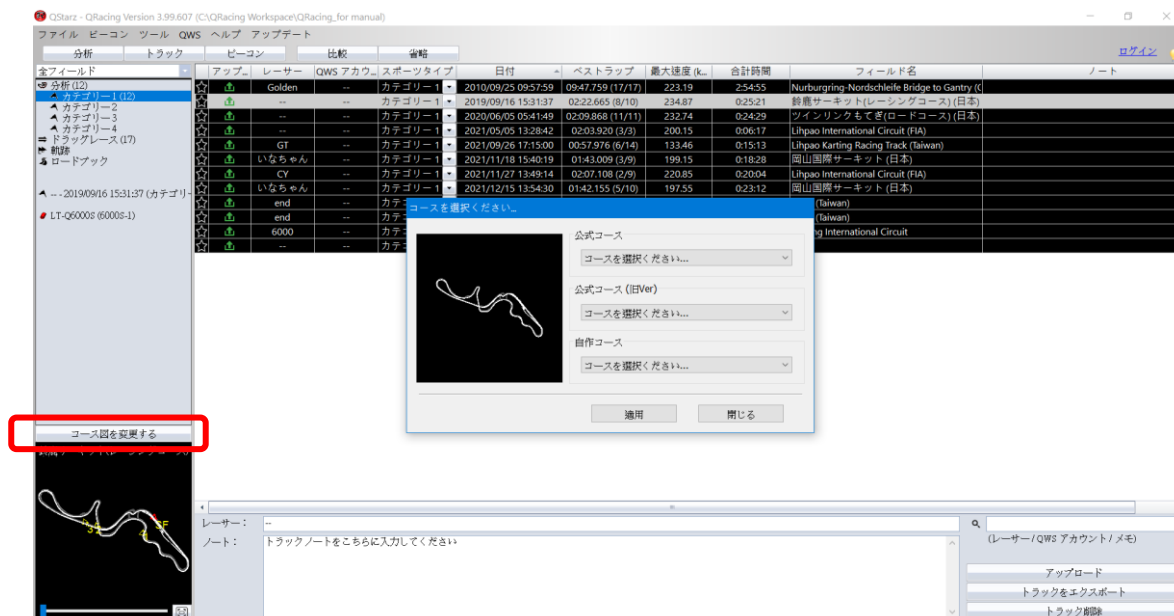 QStarz - QRacing Version 3.99.607 (C:\QRacing Workspace\QRacing_for manual)
ファイル ビーコン ツール QWS ヘルプ アップデート
分析 トラック ビーコン 比較 省略 ログイン
全フィールド アップ... レーサー QWS アカウ... スポーツタイプ 日付 ベストラップ 最大速度 (k... 合計時間 フィールド名 ノート
分析 (12)
カテゴリー1 (12)
カテゴリー2
カテゴリー3
カテゴリー4
ドラッグレース (17)
軌跡
ロードブック
-- - 2019/09/16 15:31:37 (カテゴリ-
LT-Q6000S (6000S-1)
Golden -- カテゴリー 1 2010/09/25 09:57:59 09:47.759 (17/17) 223.19 2:54:55 Nurburgring-Nordschleife Bridge to Gantry (C
-- -- カテゴリー 1 2019/09/16 15:31:37 02:22.665 (8/10) 234.87 0:25:21 鈴鹿サーキット(レーシングコース) (日本)
-- -- カテゴリー 1 2020/06/05 05:41:49 02:09.868 (11/11) 232.74 0:24:29 ツインリンクもてぎ(ロードコース) (日本)
-- -- カテゴリー 1 2021/05/05 13:28:42 02:03.920 (3/3) 200.15 0:06:17 Lihpao International Circuit (FIA)
GT -- カテゴリー 1 2021/09/26 17:15:00 00:57.976 (6/14) 133.46 0:15:13 Lihpao Karting Racing Track (Taiwan)
いなちゃん -- カテゴリー 1 2021/11/18 15:40:19 01:43.009 (3/9) 199.15 0:18:28 岡山国際サーキット (日本)
CY -- カテゴリー 1 2021/11/27 13:49:14 02:07.108 (2/9) 220.85 0:20:04 Lihpao International Circuit (FIA)
いなちゃん -- カテゴリー 1 2021/12/15 13:54:30 01:42.155 (5/10) 197.55 0:23:12 岡山国際サーキット (日本)
end -- カテ (Taiwan)
end -- カテ (Taiwan)
6000 -- カテ ng International Circuit
-- -- カテ
コースを選択ください...
公式コース
コースを選択ください...
公式コース (旧Ver)
コースを選択ください...
自作コース
コースを選択ください...
適用 閉じる
コース図を変更する
SF
レーサー： --
ノート： トラックノートをこちらに入力してください
(レーサー / QWS アカウント / メモ)
アップロード
トラックをエクスポート
トラック削除